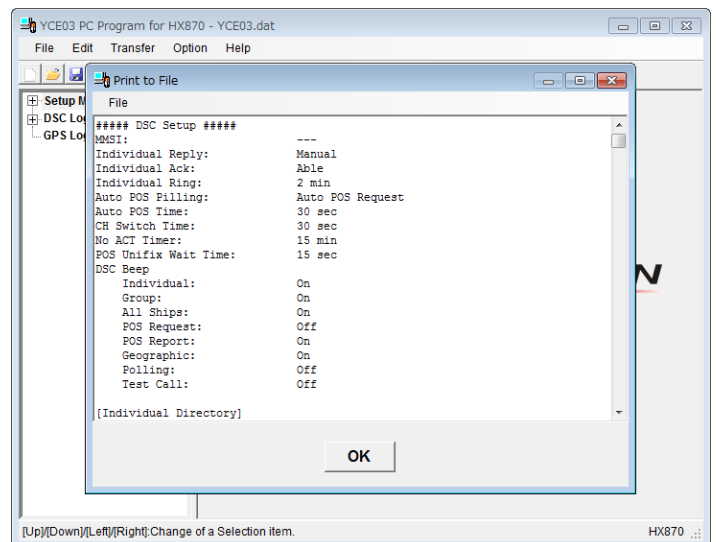 YCE03 PC Program for HX870 - YCE03.dat
File Edit Transfer Option Help
Print to File
File
Setup M
DSC Lo
GPS Lo
##### DSC Setup #####
MMSI: ---
Individual Reply: Manual
Individual Ack: Able
Individual Ring: 2 min
Auto POS Pilling: Auto POS Request
Auto POS Time: 30 sec
CH Switch Time: 30 sec
No ACT Timer: 15 min
POS Unifix Wait Time: 15 sec
DSC Beep
Individual: On
Group: On
All Ships: On
POS Request: Off
POS Report: On
Geographic: On
Polling: Off
Test Call: Off
[Individual Directory]
N
OK
[Up]/[Down]/[Left]/[Right]:Change of a Selection item. HX870